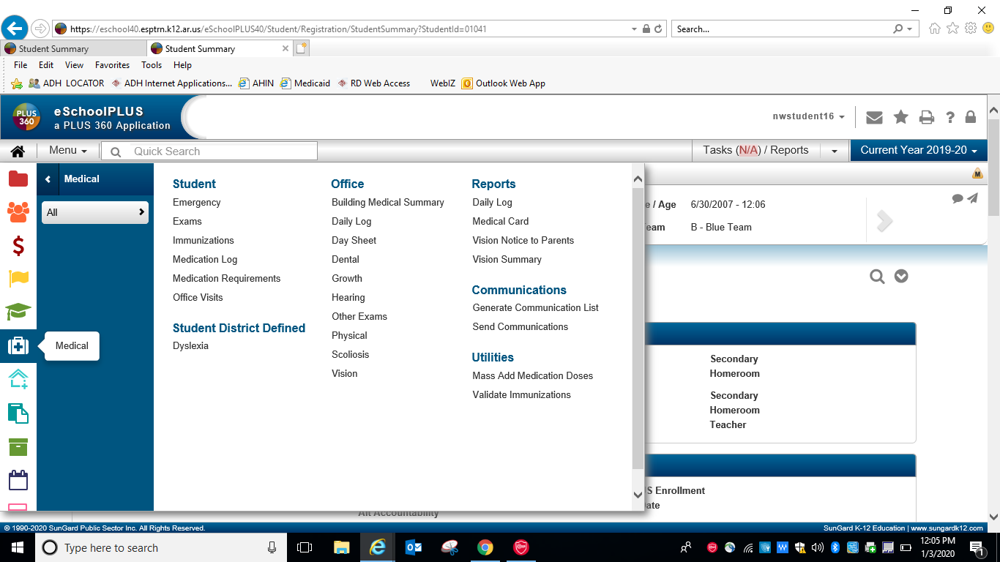 https://eschool40.esptrn.k12.ar.us/eSchoolPLUS40/Student/Registration/StudentSummary?StudentId=01041
Search...
Student Summary
Student Summary
File Edit View Favorites Tools Help
ADH LOCATOR ADH Internet Applications... AHIN Medicaid RD Web Access WebIZ Outlook Web App
PLUS 360
eSchoolPLUS
a PLUS 360 Application
nwstudent16
Menu
Quick Search
Tasks (N/A) / Reports
Current Year 2019-20
Medical
All
Medical
Student
Emergency
Exams
Immunizations
Medication Log
Medication Requirements
Office Visits
Student District Defined
Dyslexia
Office
Building Medical Summary
Daily Log
Day Sheet
Dental
Growth
Hearing
Other Exams
Physical
Scoliosis
Vision
Reports
Daily Log
Medical Card
Vision Notice to Parents
Vision Summary
Communications
Generate Communication List
Send Communications
Utilities
Mass Add Medication Doses
Validate Immunizations
M
e / Age 6/30/2007 - 12:06
eam B - Blue Team
Secondary
Homeroom
Secondary
Homeroom
Teacher
S Enrollment
ate
Alt Accountability
© 1990-2020 SunGard Public Sector Inc. All Rights Reserved.
SunGard K-12 Education | www.sungardk12.com
Type here to search
12:05 PM
1/3/2020
1